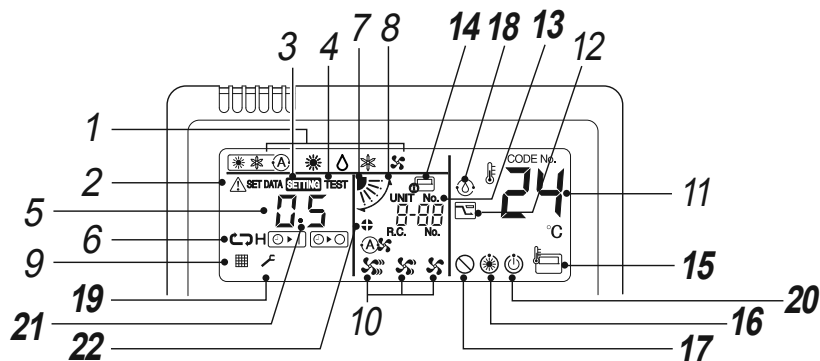 7 8 14 18 13 12
3 4
1
CODE No.
A
2 SET DATA SETTING TEST
UNIT No.
24 11
5 0.5
8-88
R.C. No.
°C
6 H
A
9
15
19 10 16 20
21
22 17